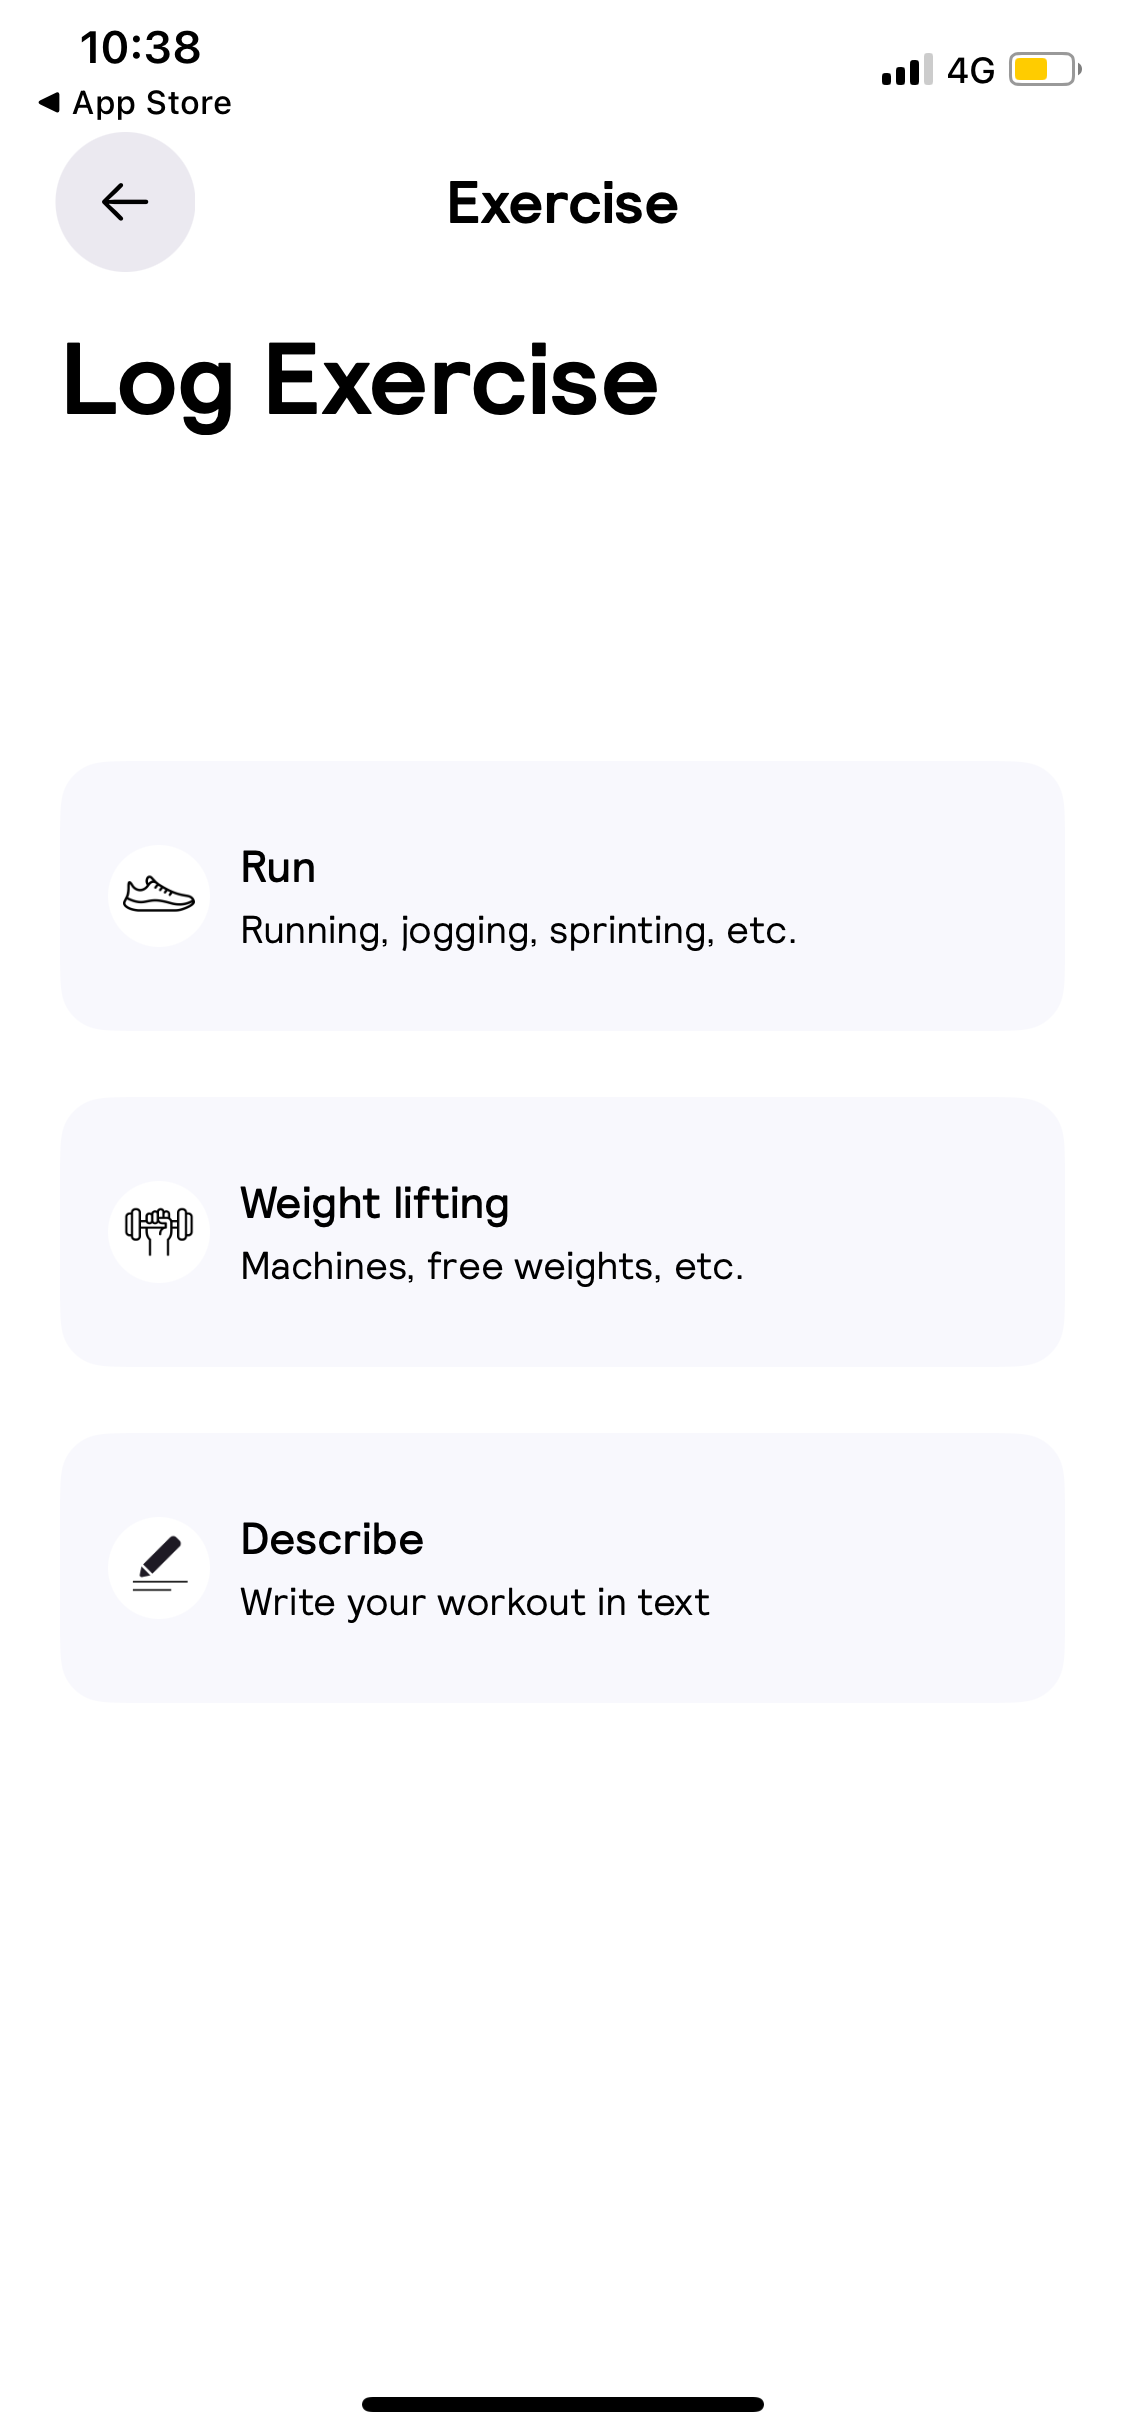 10:38
App Store
4G
Exercise
Log Exercise
Run
Running, jogging, sprinting, etc.
Weight lifting
Machines, free weights, etc.
Describe
Write your workout in text